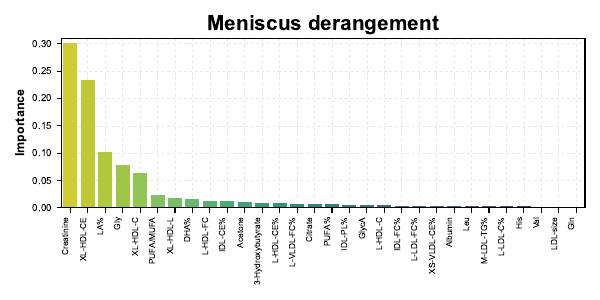 Meniscus derangement
Importance
0.30
0.25
0.20
0.15
0.10
0.05
0.00
Creatinine
XL-HDL-CE
LA%
Gly
XL-HDL-C
PUFA/MUFA
XL-HDL-L
DHA%
L-HDL-FC
IDL-CE%
Acetone
3-Hydroxybutyrate
L-HDL-CE%
L-VLDL-FC%
Citrate
PUFA%
IDL-PL%
GlycA
L-HDL-C
IDL-FC%
L-LDL-FC%
XS-VLDL-CE%
Albumin
Leu
M-LDL-TG%
L-LDL-C%
His
Val
LDL-size
Gln